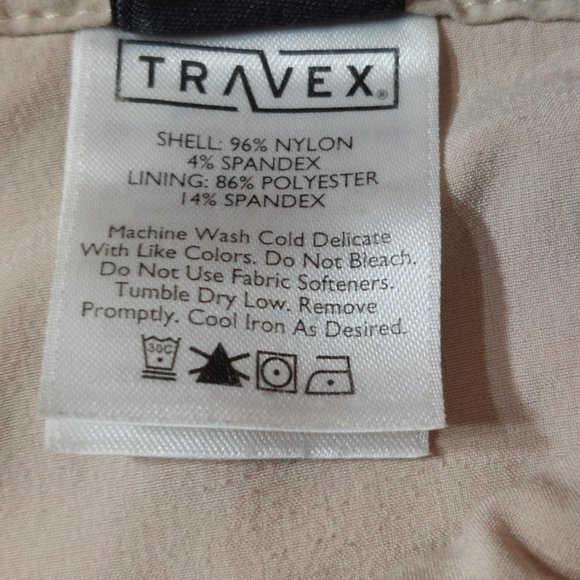 TRAVEX®
SHELL: 96% NYLON
4% SPANDEX
LINING: 86% POLYESTER
14% SPANDEX
Machine Wash Cold Delicate
With Like Colors. Do Not Bleach.
Do Not Use Fabric Softeners.
Tumble Dry Low. Remove
Promptly. Cool Iron As Desired.
30C